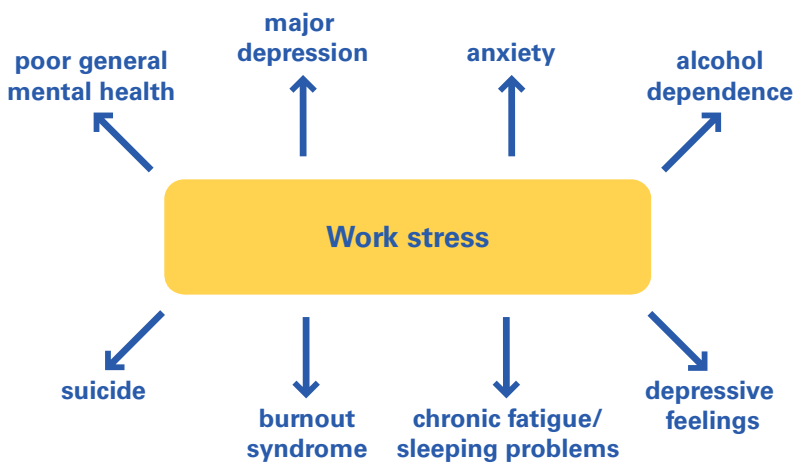 major
depression
anxiety
poor general
mental health
alcohol
dependence
Work stress
suicide
burnout
syndrome
chronic fatigue/
sleeping problems
depressive
feelings